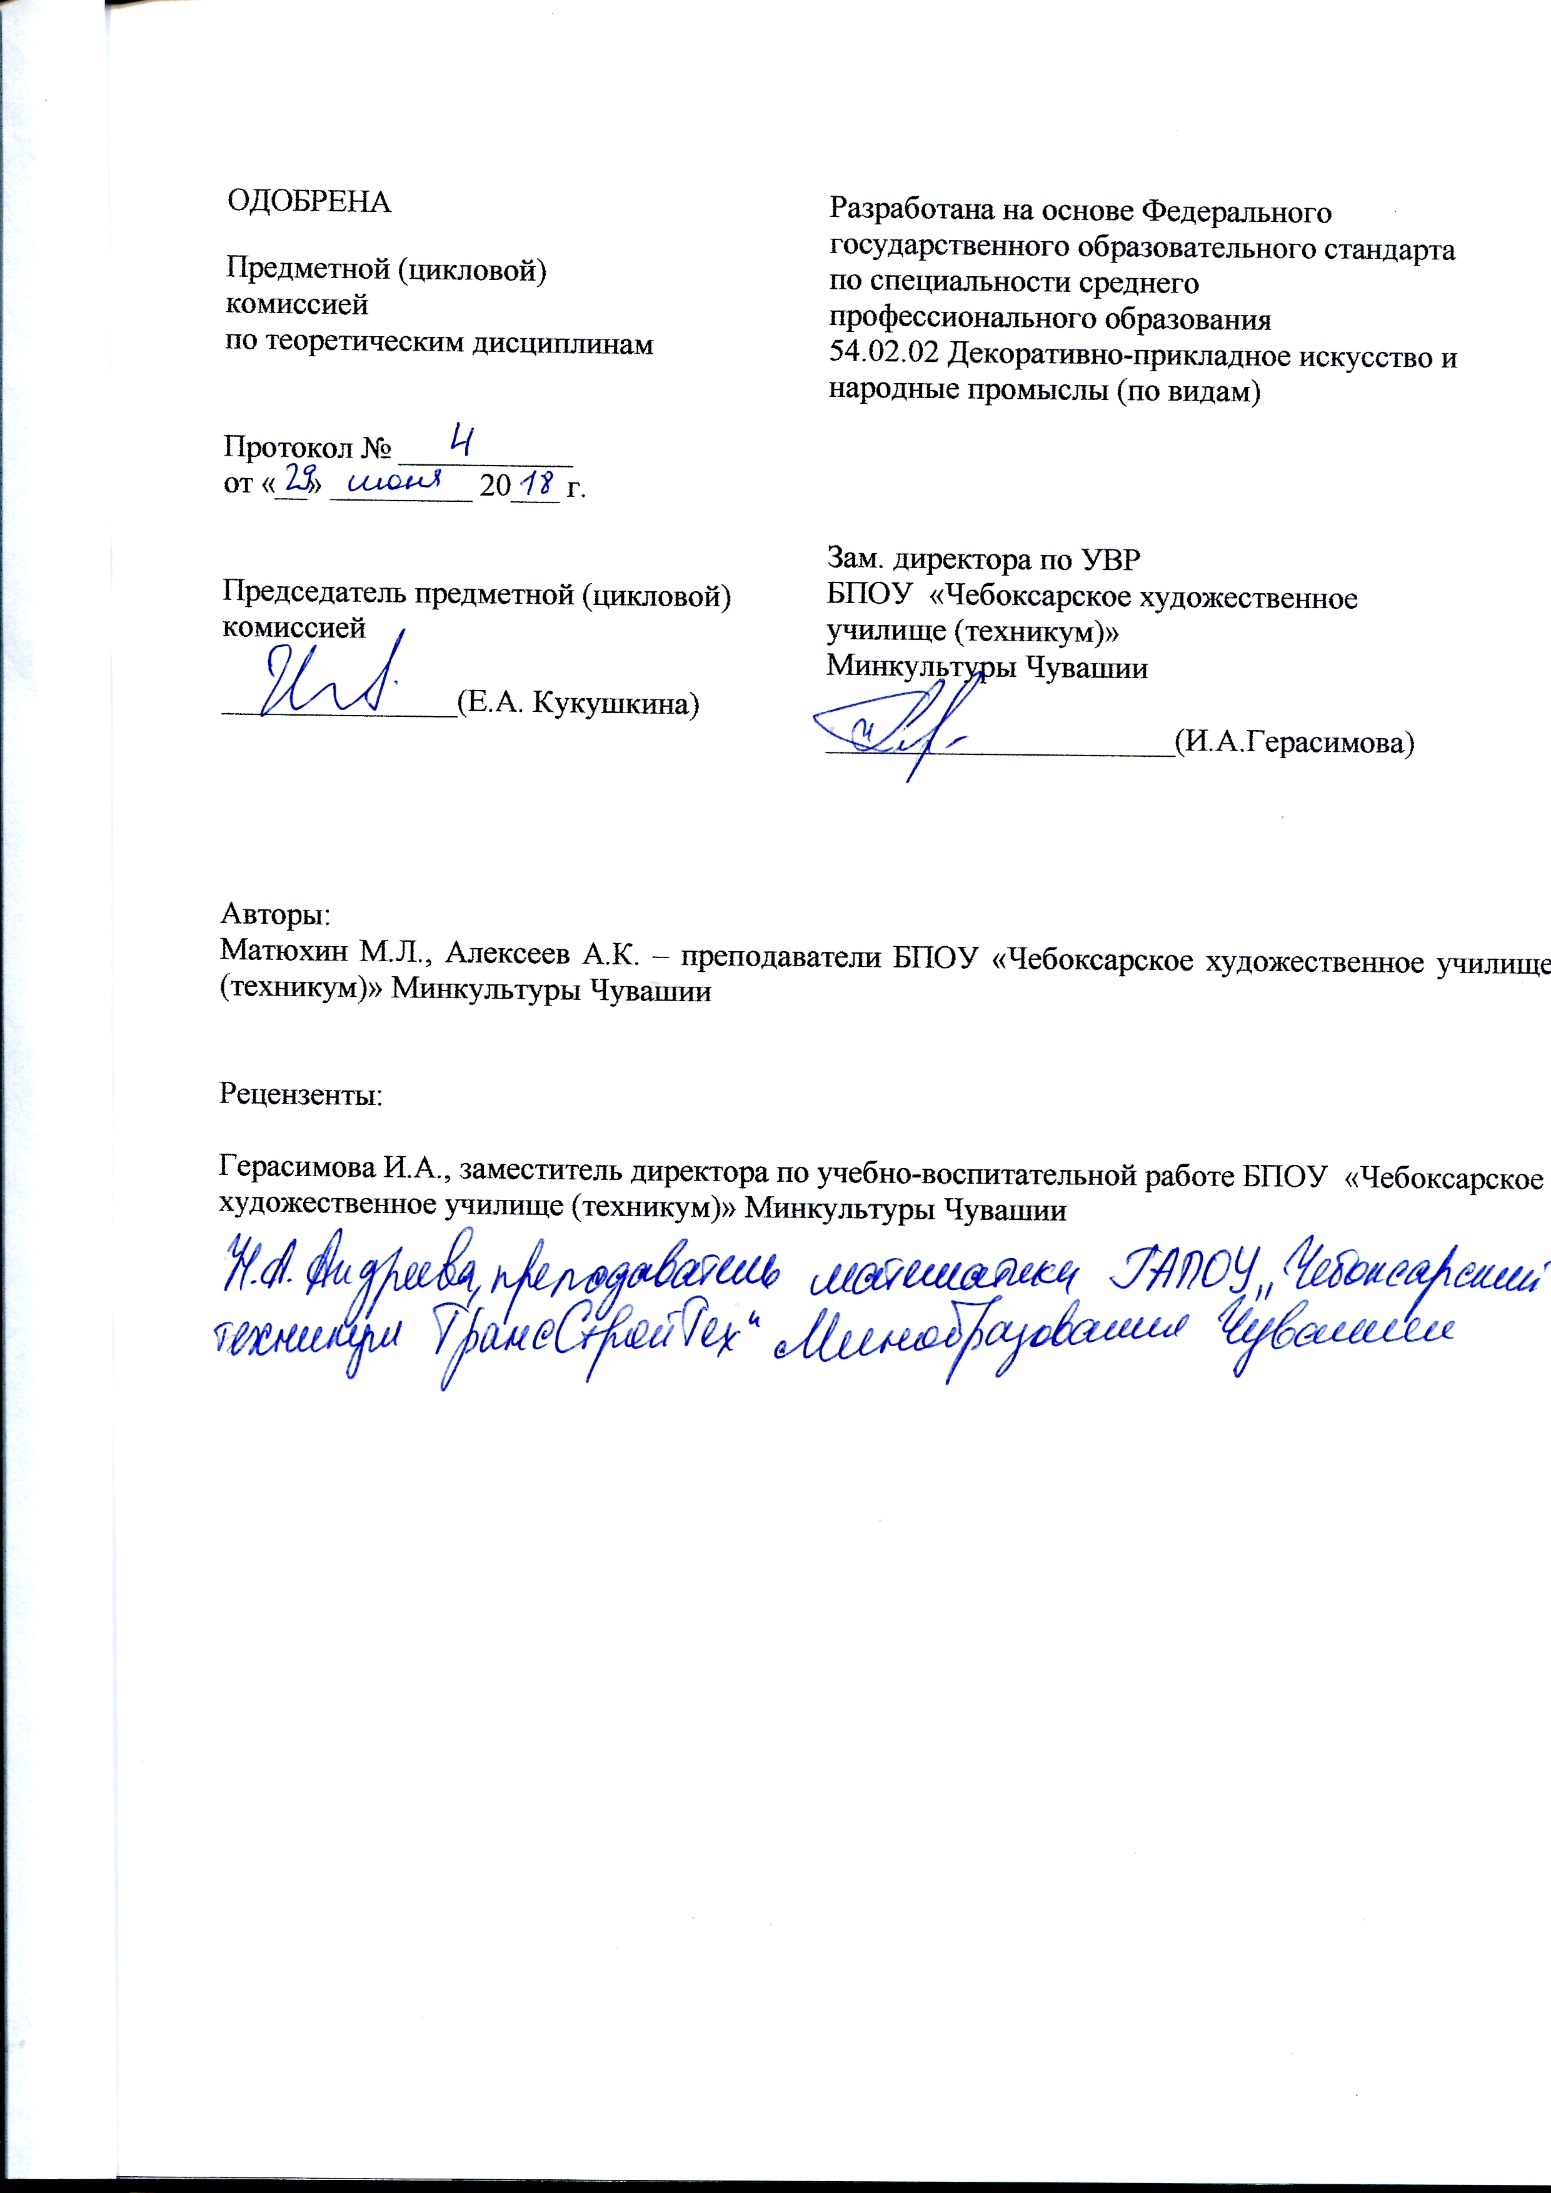 ОДОБРЕНА
Предметной (цикловой)
комиссией
по теоретическим дисциплинам
Протокол № 4
от «29» июня 2018 г.
Председатель предметной (цикловой)
комиссией
(Е.А. Кукушкина)
Разработана на основе Федерального
государственного образовательного стандарта
по специальности среднего
профессионального образования
54.02.02 Декоративно-прикладное искусство и
народные промыслы (по видам)
Зам. директора по УВР
БПОУ «Чебоксарское художественное
училище (техникум)»
Минкультуры Чувашии
(И.А.Герасимова)
Авторы:
Матюхин М.Л., Алексеев А.К. – преподаватели БПОУ «Чебоксарское художественное училище
(техникум)» Минкультуры Чувашии
Рецензенты:
Герасимова И.А., заместитель директора по учебно-воспитательной работе БПОУ «Чебоксарское
художественное училище (техникум)» Минкультуры Чувашии
Н.А. Андреева, преподаватель математики ГАПОУ „Чебоксарский
техникум ТрансСтройТех“ Минобразования Чувашии